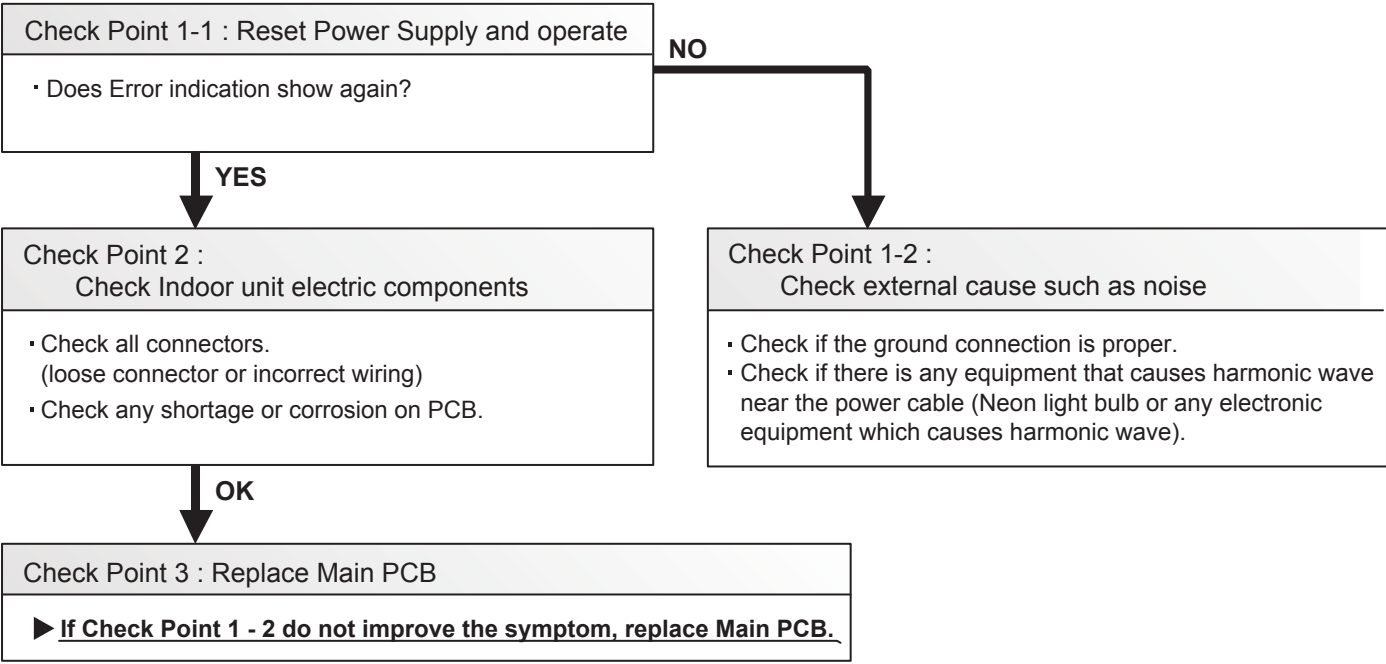 Check Point 1-1 : Reset Power Supply and operate
· Does Error indication show again?
NO
YES
Check Point 2 :
Check Indoor unit electric components
· Check all connectors.
(loose connector or incorrect wiring)
· Check any shortage or corrosion on PCB.
Check Point 1-2 :
Check external cause such as noise
· Check if the ground connection is proper.
· Check if there is any equipment that causes harmonic wave
near the power cable (Neon light bulb or any electronic
equipment which causes harmonic wave).
OK
Check Point 3 : Replace Main PCB
▶ If Check Point 1 - 2 do not improve the symptom, replace Main PCB.